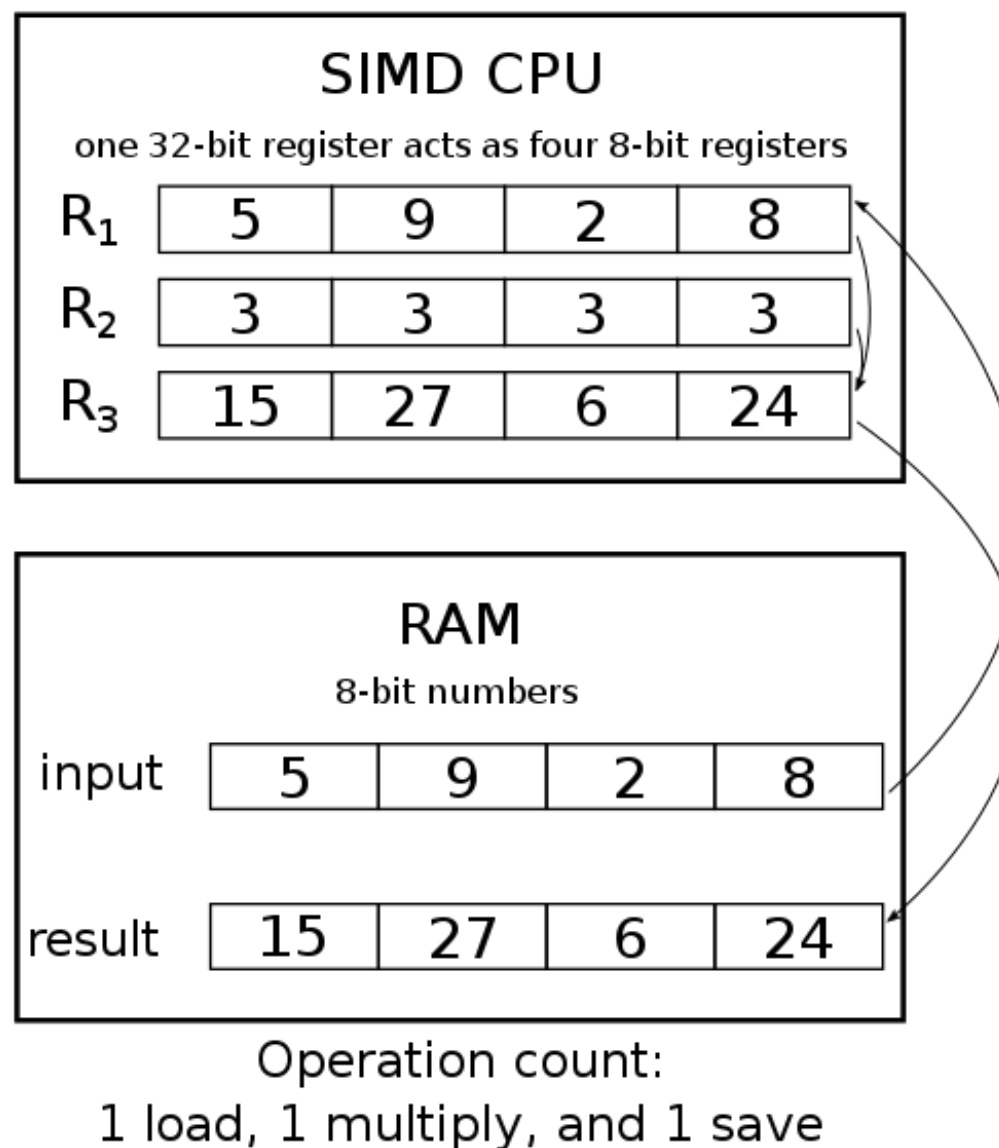 SIMD CPU
one 32-bit register acts as four 8-bit registers
R₁ 5 9 2 8
R₂ 3 3 3 3
R₃ 15 27 6 24
RAM
8-bit numbers
input 5 9 2 8
result 15 27 6 24
Operation count:
1 load, 1 multiply, and 1 save